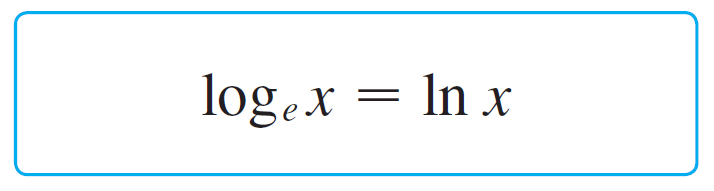 logₑ x = ln x